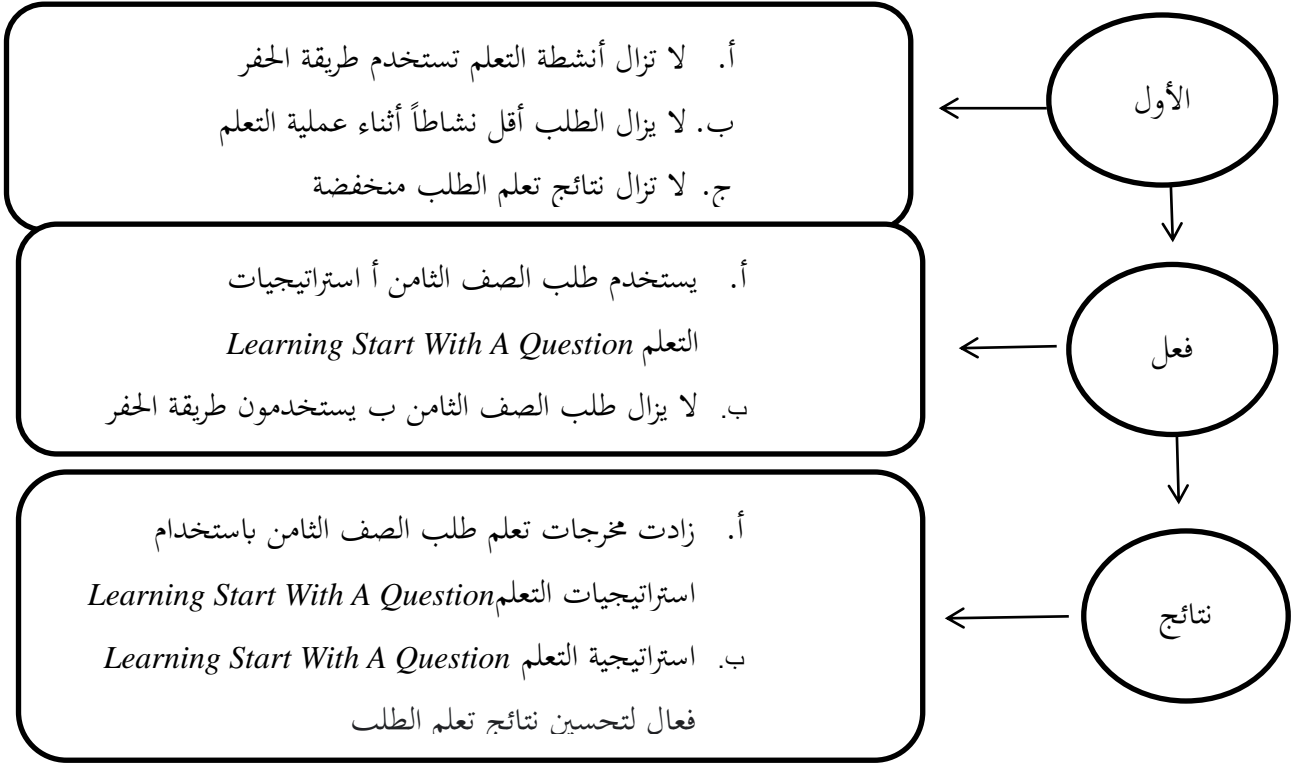 الأول
أ. لا تزال أنشطة التعلم تستخدم طريقة الحفر
ب. لا يزال الطلب أقل نشاطاً أثناء عملية التعلم
ج. لا تزال نتائج تعلم الطلب منخفضة
فعل
أ. يستخدم طلب الصف الثامن أ استراتيجيات
التعلم Learning Start With A Question
ب. لا يزال طلب الصف الثامن ب يستخدمون طريقة الحفر
نتائج
أ. زادت مخرجات تعلم طلب الصف الثامن باستخدام
استراتيجيات التعلمLearning Start With A Question
ب. استراتيجية التعلم Learning Start With A Question
فعال لتحسين نتائج تعلم الطلب